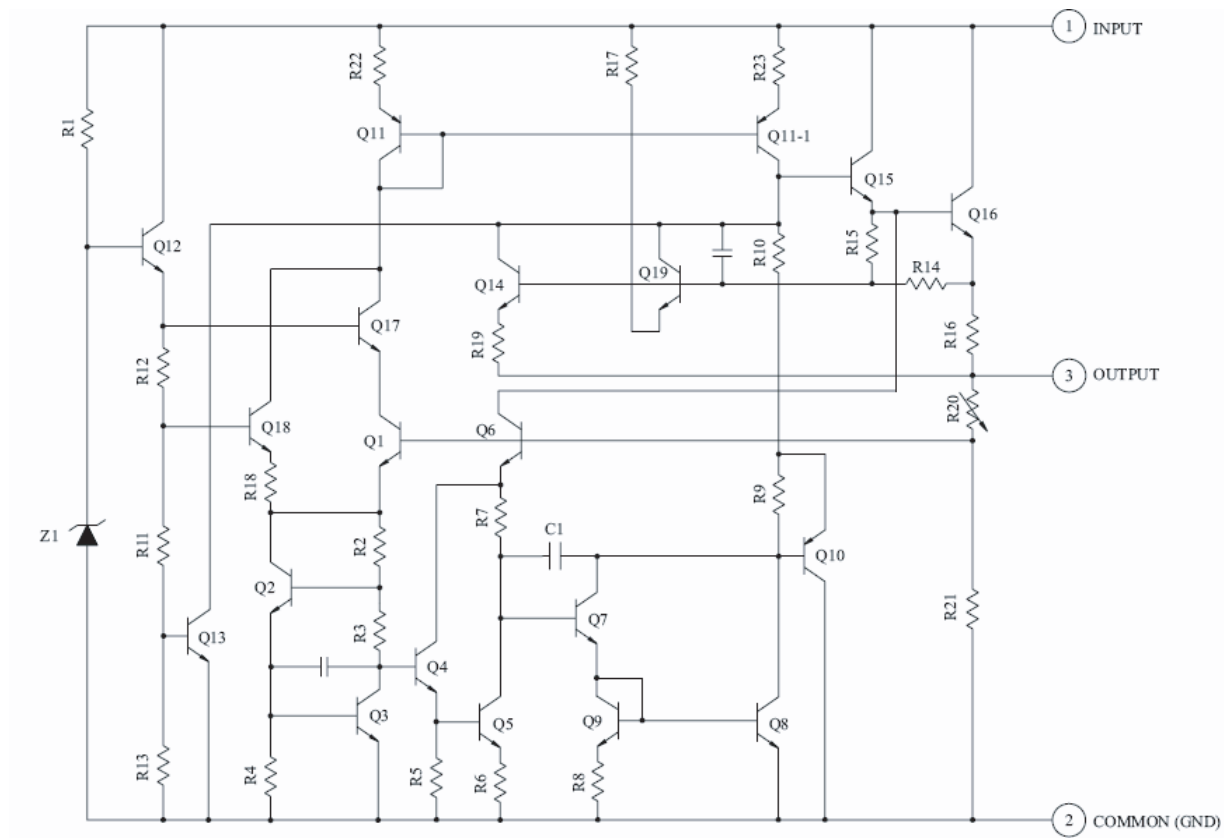 1 INPUT
R22
R17
R23
R1
Q11
Q11-1
Q15
Q16
Q12
R15
R10
R14
Q14
Q19
Q17
R19
R16
R12
3 OUTPUT
R20
Q18
Q1
Q6
R18
R7
R9
C1
Z1
R11
R2
Q10
Q2
R21
Q7
Q13
R3
Q4
Q3
Q5
Q9
Q8
R13
R4
R5
R6
R8
2 COMMON (GND)